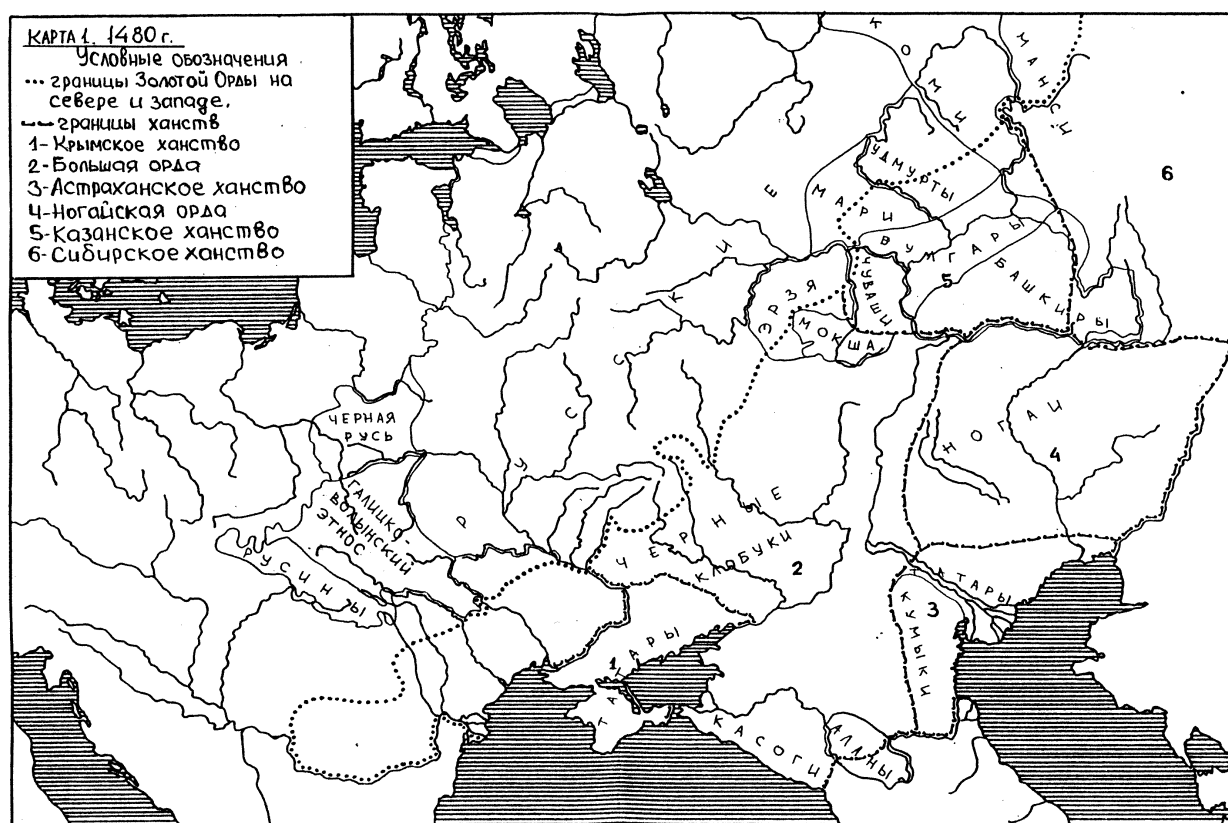 КАРТА 1. 1480 г.
Условные обозначения
••• границы Золотой Орды на
севере и западе.
границы ханств
1- Крымское ханство
2- Большая орда
3- Астраханское ханство
4- Ногайская орда
5- Казанское ханство
6- Сибирское ханство
КОМИ
МАНСИ
6
УДМУРТЫ
МАРИ
ВУМГАРЫ
БАШКИРЫ
5
ЧУВАШИ
ЭРЗЯ
МОКША
РУССКИЕ
ЧЕРНАЯ
РУСЬ
НОГАИ
4
ГАЛИЦКО-
ВОЛЫНСКИЙ
ЭТНОС
РУСИНЫ
ЧЕРНЫЕ
КЛОБУКИ
2
ТАТАРЫ
3
КУМЫКИ
ТАТАРЫ
1
КАСОГИ
АЛАНЫ